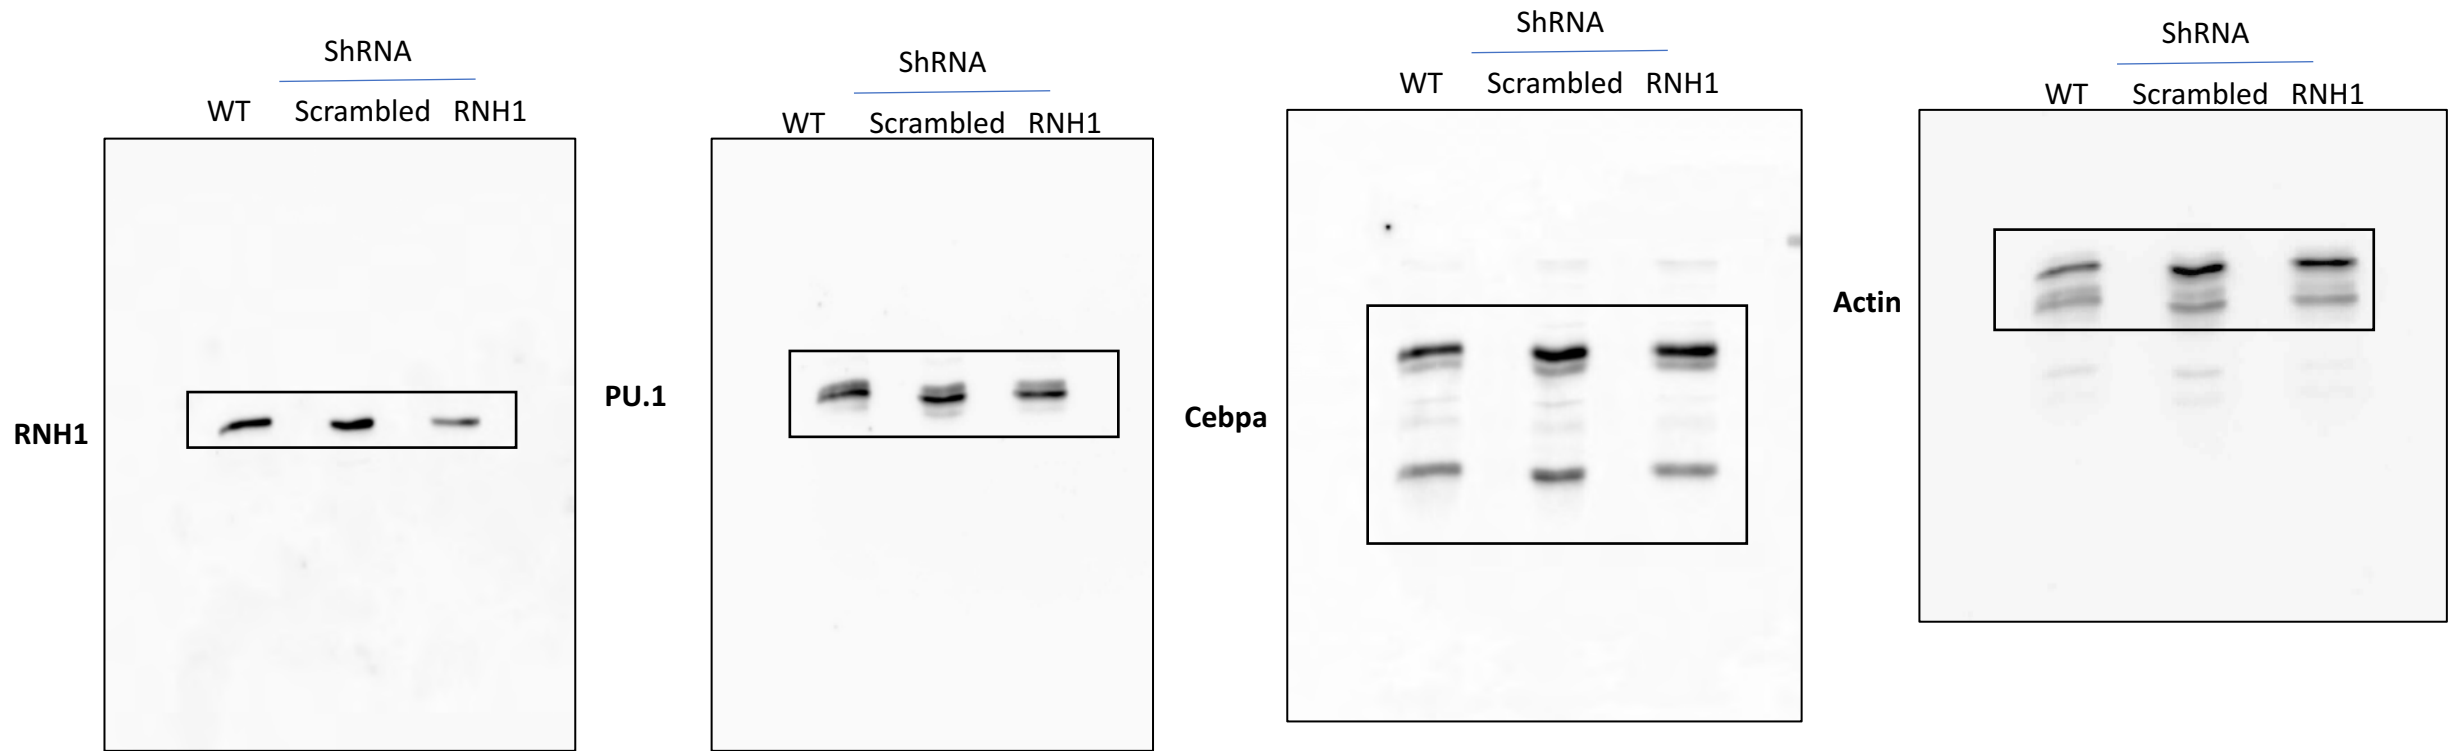 ShRNA
WT Scrambled RNH1
RNH1
ShRNA
WT Scrambled RNH1
PU.1
ShRNA
WT Scrambled RNH1
Cebpa
ShRNA
WT Scrambled RNH1
Actin